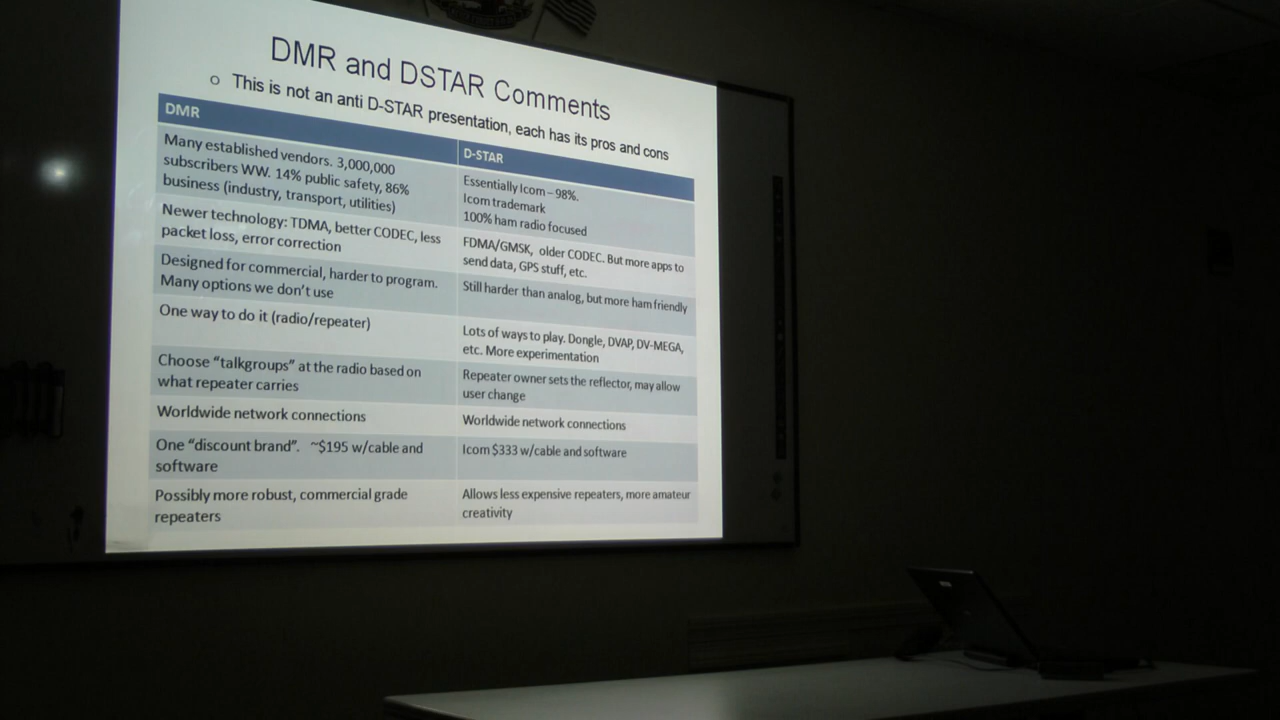 DMR and DSTAR Comments
o This is not an anti D-STAR presentation, each has its pros and cons
DMR
D-STAR
Many established vendors. 3,000,000
subscribers WW. 14% public safety, 86%
business (industry, transport, utilities)
Essentially Icom – 98%.
Icom trademark
100% ham radio focused
Newer technology: TDMA, better CODEC, less
packet loss, error correction
FDMA/GMSK, older CODEC. But more apps to
send data, GPS stuff, etc.
Designed for commercial, harder to program.
Many options we don't use
Still harder than analog, but more ham friendly
One way to do it (radio/repeater)
Lots of ways to play. Dongle, DVAP, DV-MEGA,
etc. More experimentation
Choose “talkgroups” at the radio based on
what repeater carries
Repeater owner sets the reflector, may allow
user change
Worldwide network connections
Worldwide network connections
One “discount brand”. ~$195 w/cable and
software
Icom $333 w/cable and software
Possibly more robust, commercial grade
repeaters
Allows less expensive repeaters, more amateur
creativity